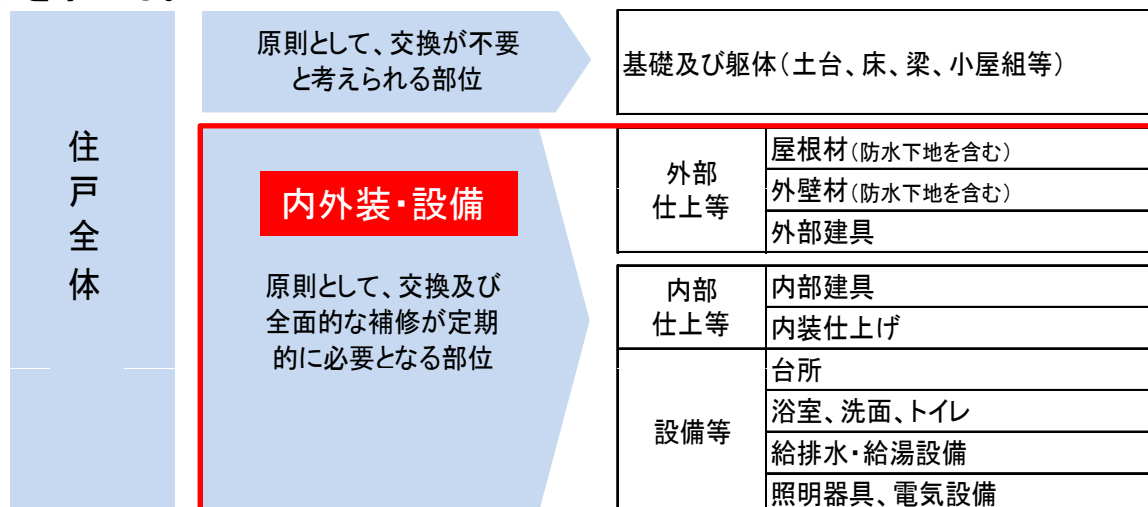 原則として、交換が不要
と考えられる部位
基礎及び躯体(土台、床、梁、小屋組等)
住
戸
全
体
内外装・設備
原則として、交換及び
全面的な補修が定期
的に必要となる部位
外部
仕上等
屋根材(防水下地を含む)
外壁材(防水下地を含む)
外部建具
内部
仕上等
内部建具
内装仕上げ
設備等
台所
浴室、洗面、トイレ
給排水・給湯設備
照明器具、電気設備